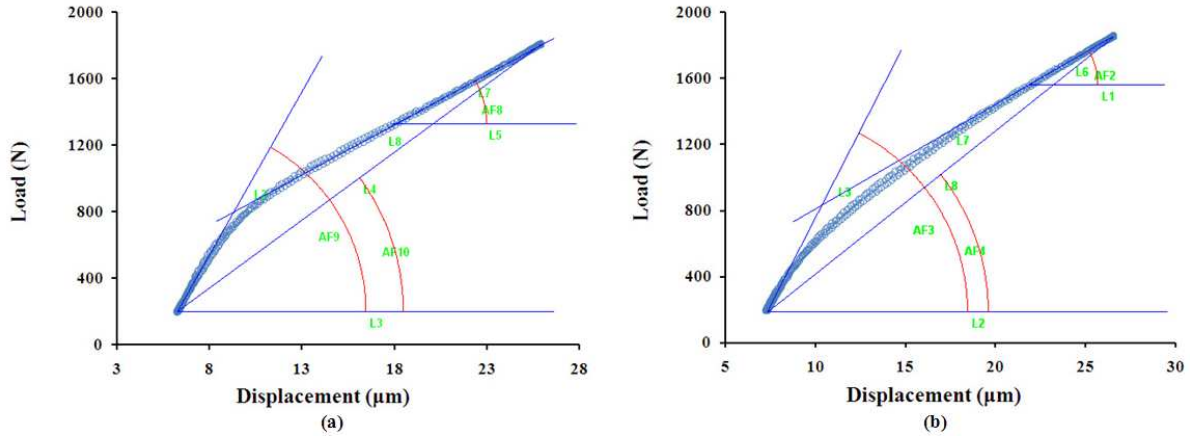 2000
1600
1200
800
400
0
Load (N)
L7
AF8
L5
L8
L2
L4
AF9
AF10
L3
3 8 13 18 23 28
Displacement (µm)
(a)
2000
1600
1200
800
400
0
Load (N)
L6
AF2
L1
L7
L3
L8
AF3
AF4
L2
5 10 15 20 25 30
Displacement (µm)
(b)